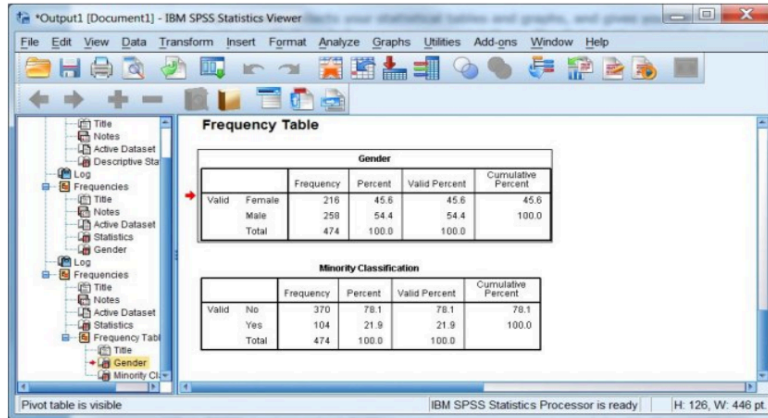 *Output1 [Document1] - IBM SPSS Statistics Viewer
File Edit View Data Transform Insert Format Analyze Graphs Utilities Add-ons Window Help
Title
Notes
Active Dataset
Descriptive Sta
Log
Frequencies
Title
Notes
Active Dataset
Statistics
Gender
Log
Frequencies
Title
Notes
Active Dataset
Statistics
Frequency Tabl
Title
Gender
Minority Cl
Frequency Table
Gender
Frequency Percent Valid Percent Cumulative Percent
Valid Female 216 45.6 45.6 45.6
Male 258 54.4 54.4 100.0
Total 474 100.0 100.0
Minority Classification
Frequency Percent Valid Percent Cumulative Percent
Valid No 370 78.1 78.1 78.1
Yes 104 21.9 21.9 100.0
Total 474 100.0 100.0
Pivot table is visible IBM SPSS Statistics Processor is ready H: 126, W: 446 pt.